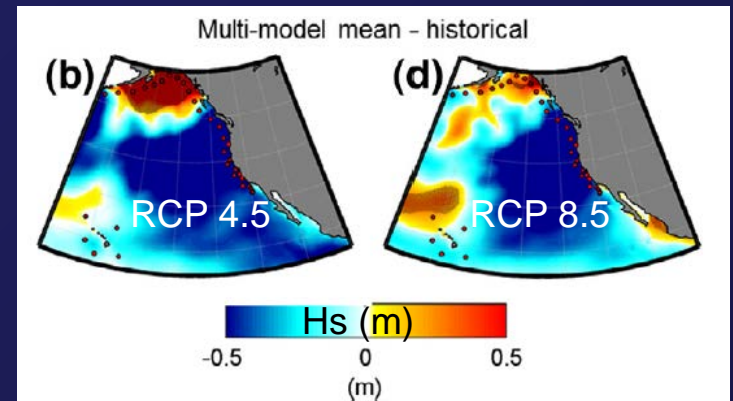 Multi-model mean - historical
(b)
(d)
RCP 4.5
RCP 8.5
Hs (m)
-0.5 0 0.5
(m)